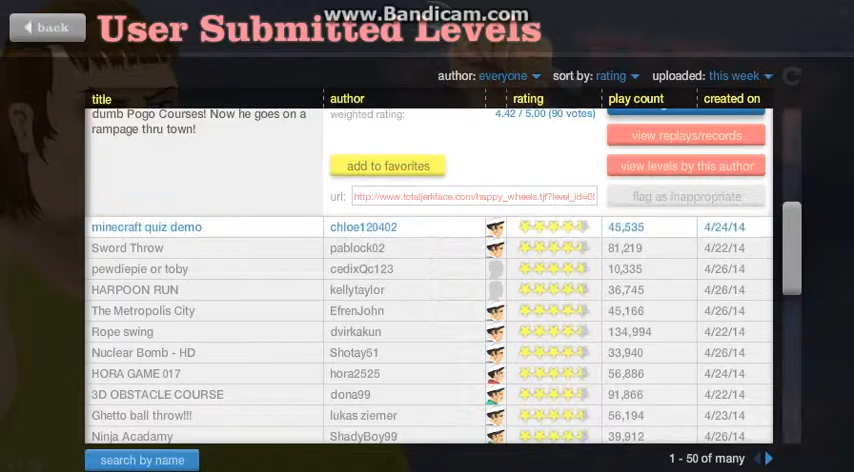 www.Bandicam.com
back
User Submitted Levels
author: everyone sort by: rating uploaded: this week
title author rating play count created on
dumb Pogo Courses! Now he goes on a
rampage thru town!
weighted rating: 4.42 / 5.00 (90 votes)
view replays/records
add to favorites
view levels by this author
url:
flag as inappropriate
minecraft quiz demo chloe120402 45,535 4/24/14
Sword Throw pablock02 81,219 4/22/14
pewdiepie or toby cedixQc123 10,335 4/26/14
HARPOON RUN kellytaylor 36,745 4/26/14
The Metropolis City EfrenJohn 45,166 4/26/14
Rope swing dvirkakun 134,994 4/22/14
Nuclear Bomb - HD Shotay51 33,940 4/26/14
HORA GAME 017 hora2525 56,886 4/24/14
3D OBSTACLE COURSE dona99 91,866 4/22/14
Ghetto ball throw!!! lukas ziemer 56,194 4/23/14
Ninja Acadamy ShadyBoy99 39,912 4/26/14
search by name
1 - 50 of many